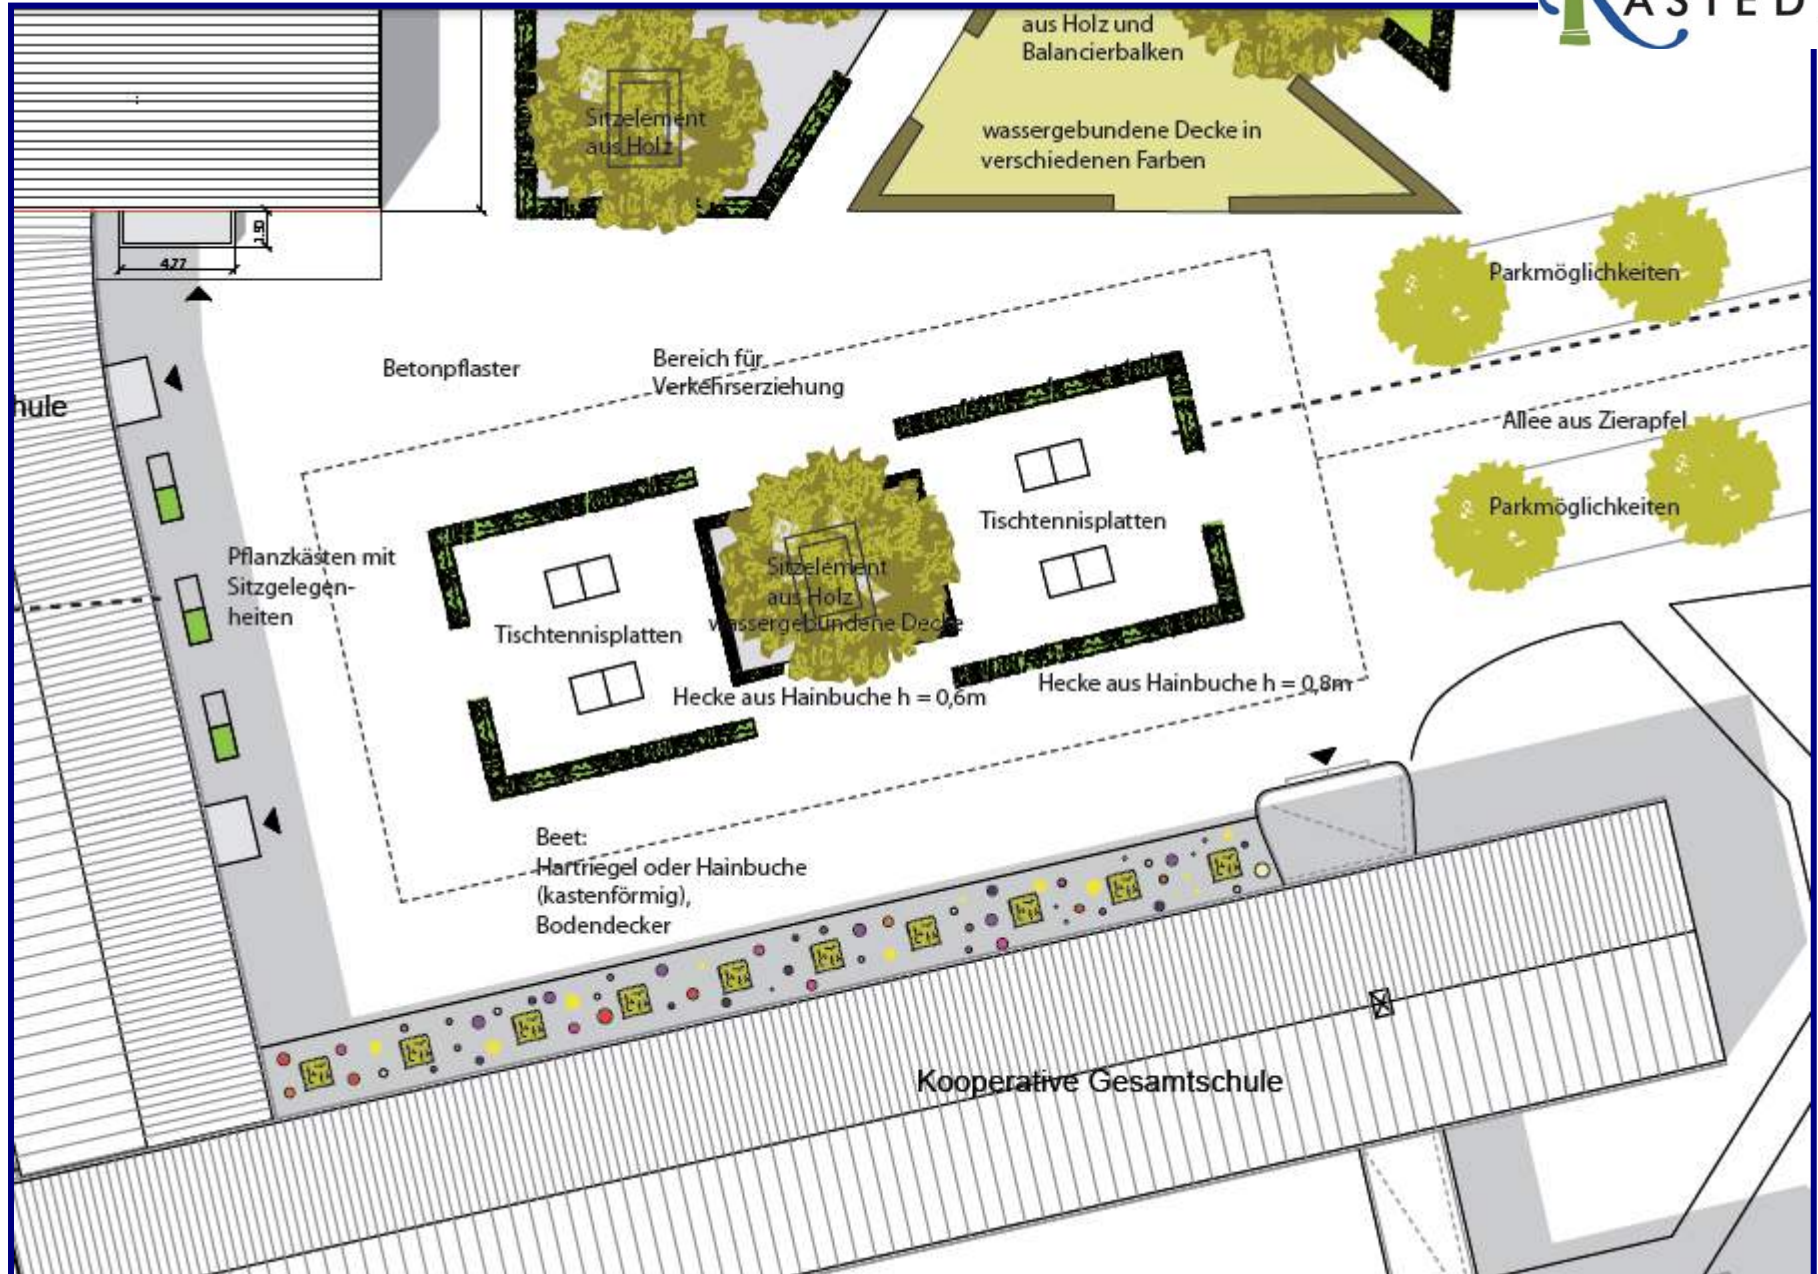 ASTED
aus Holz und
Balancierbalken
Sitzelement
aus Holz
wassergebundene Decke in
verschiedenen Farben
1.50
4.77
Parkmöglichkeiten
Betonpflaster
Bereich für
Verkehrserziehung
hule
Allee aus Zierapfel
Parkmöglichkeiten
Tischtennisplatten
Pflanzkästen mit
Sitzgelegen-
heiten
Sitzelement
aus Holz
wassergebundene Decke
Tischtennisplatten
Hecke aus Hainbuche h = 0,6m
Hecke aus Hainbuche h = 0,8m
Beet:
Hartriegel oder Hainbuche
(kastenförmig),
Bodendecker
Kooperative Gesamtschule